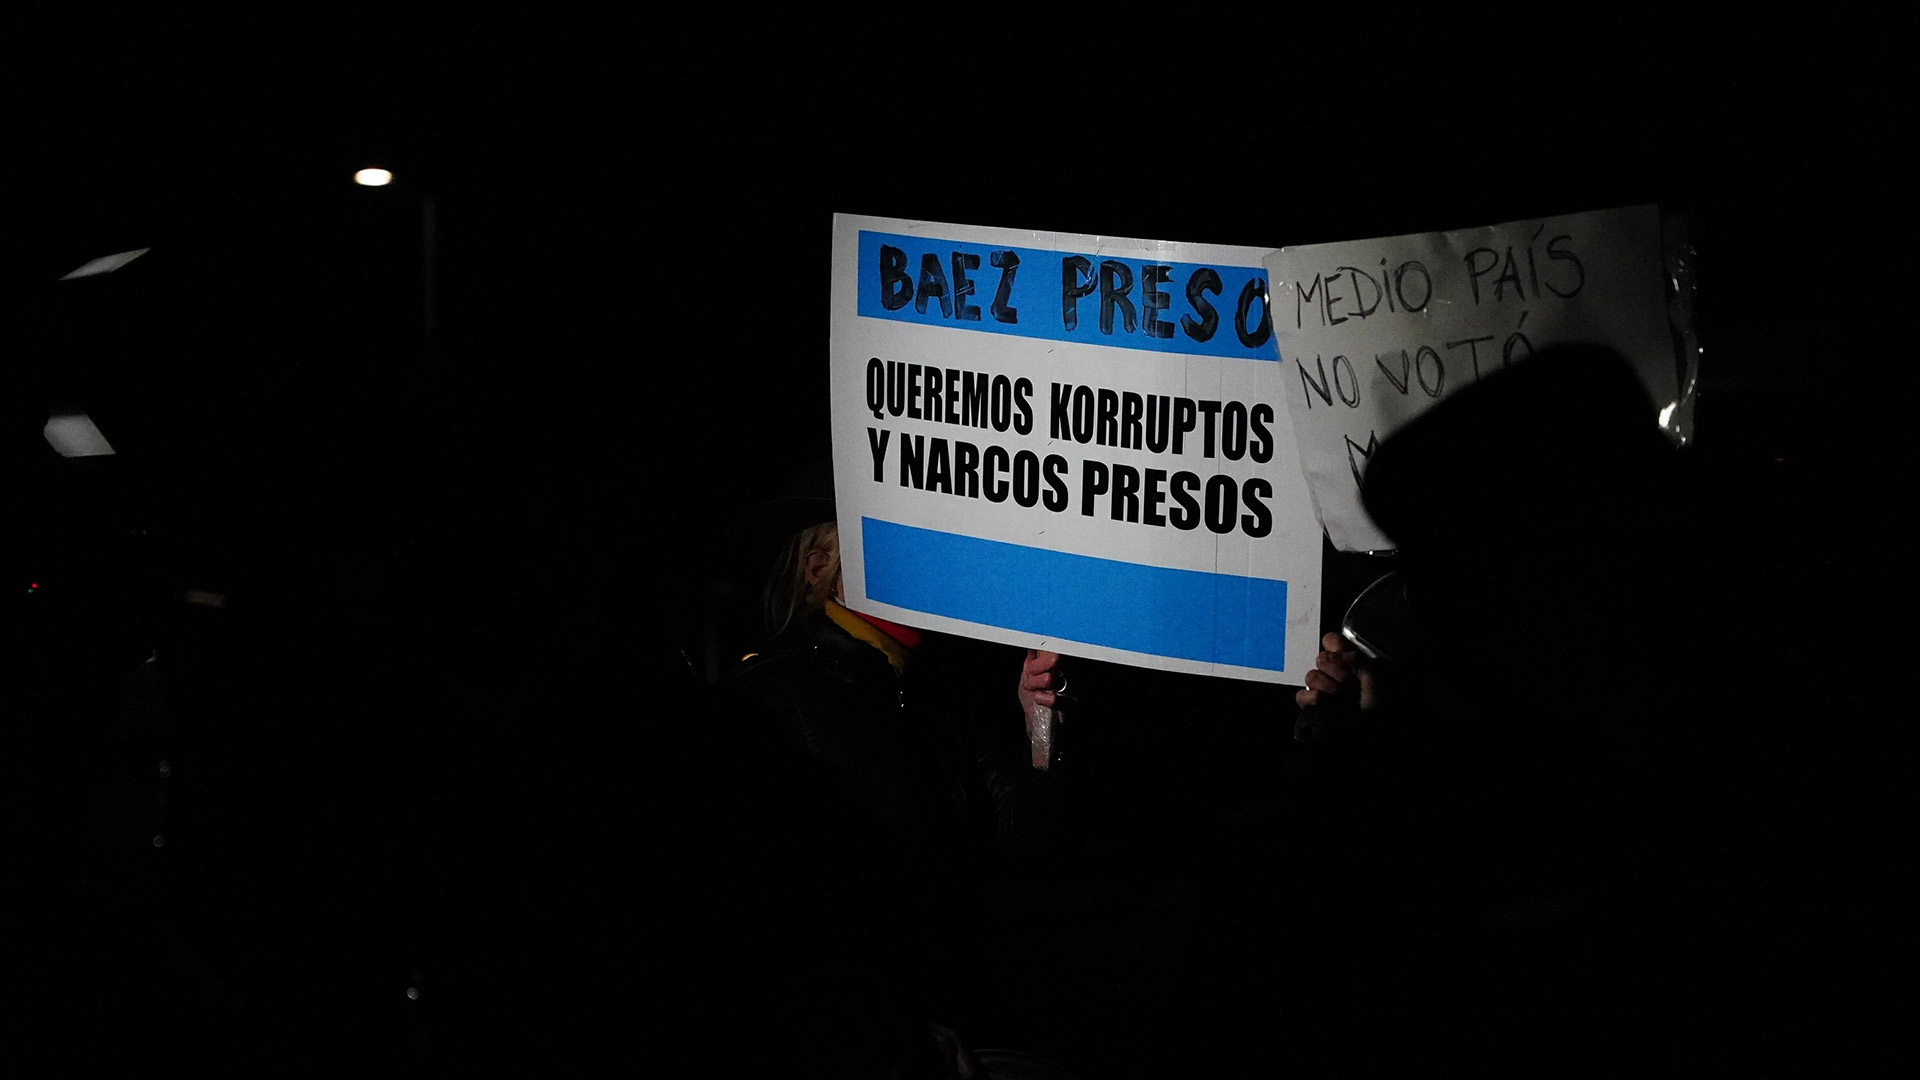 BAEZ PRESO
QUEREMOS KORRUPTOS
Y NARCOS PRESOS
MEDIO PAÍS
NO VOTÓ